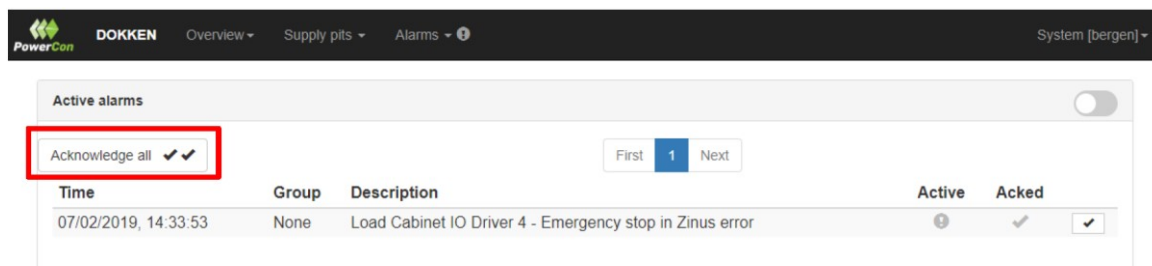 PowerCon DOKKEN Overview Supply pits Alarms System [bergen]
Active alarms
Acknowledge all First 1 Next
Time Group Description Active Acked
07/02/2019, 14:33:53 None Load Cabinet IO Driver 4 - Emergency stop in Zinus error